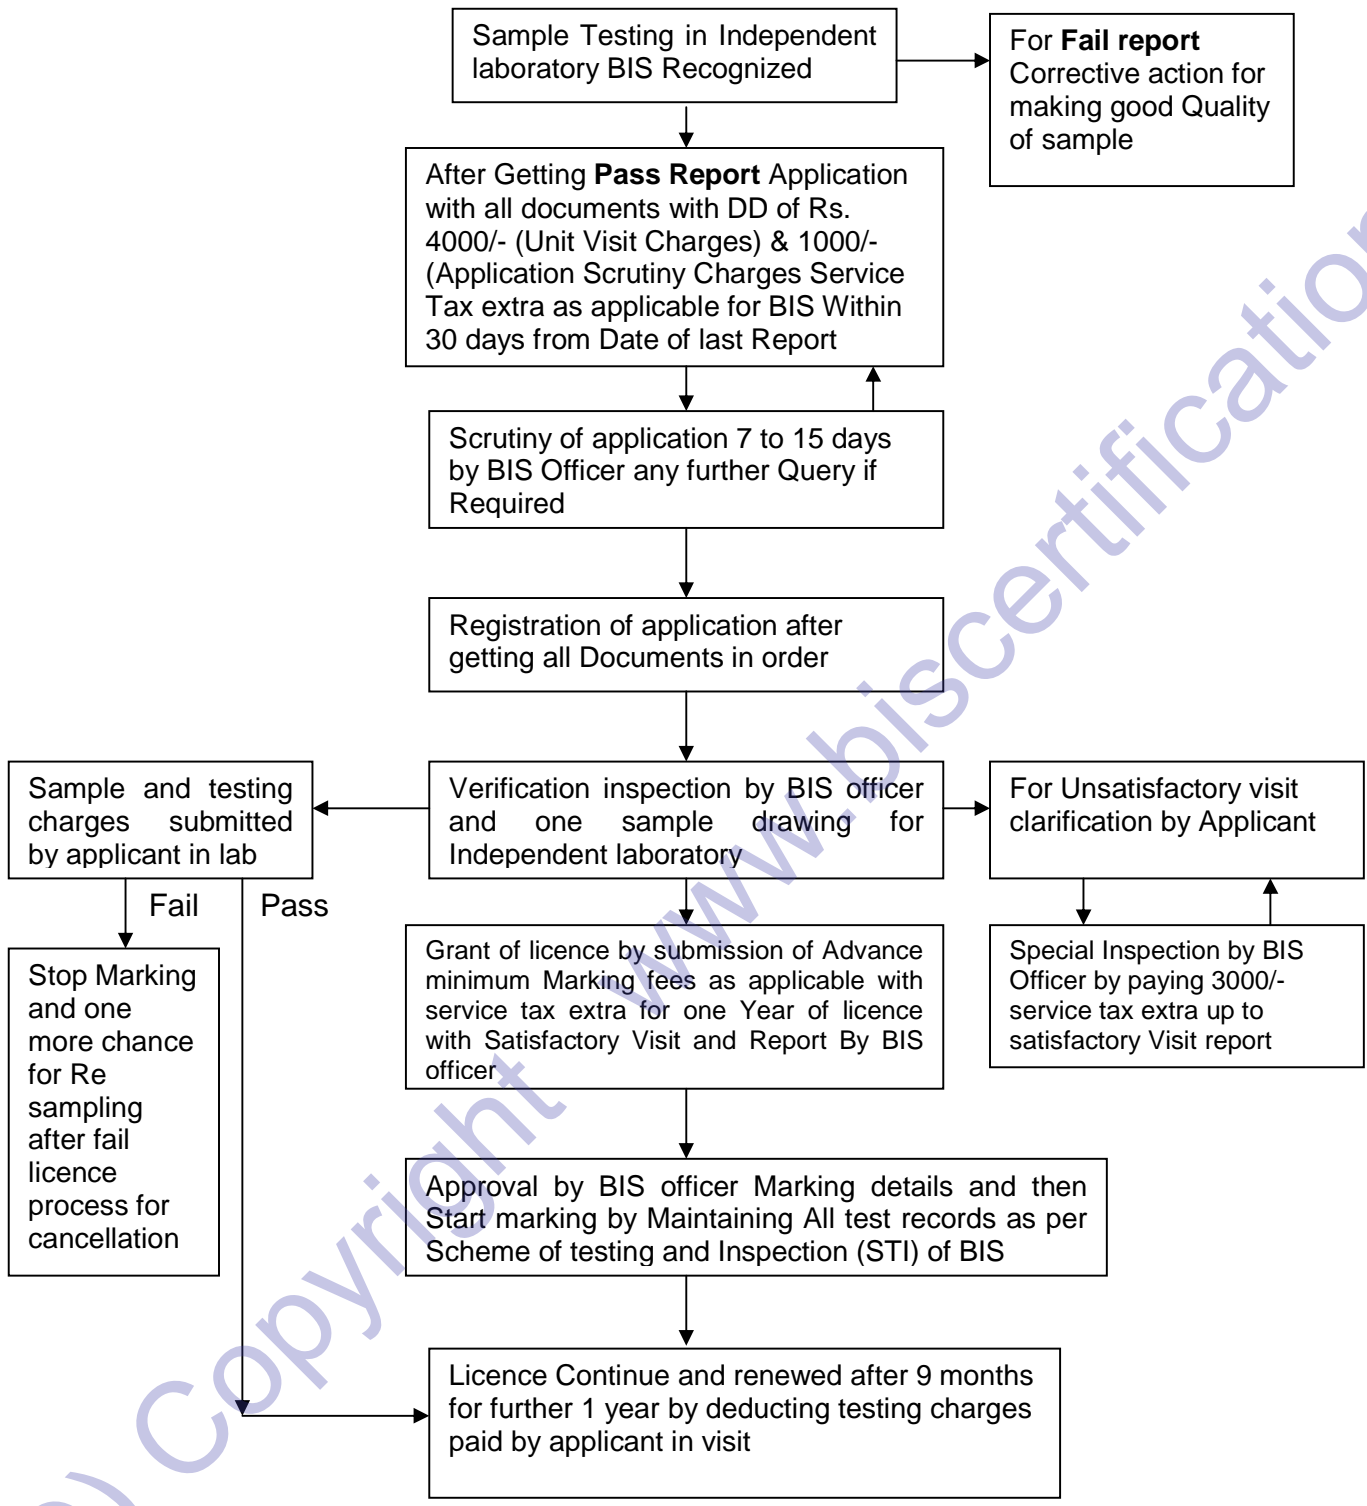 Sample Testing in Independent
laboratory BIS Recognized
For Fail report
Corrective action for
making good Quality
of sample
After Getting Pass Report Application
with all documents with DD of Rs.
4000/- (Unit Visit Charges) & 1000/-
(Application Scrutiny Charges Service
Tax extra as applicable for BIS Within
30 days from Date of last Report
Scrutiny of application 7 to 15 days
by BIS Officer any further Query if
Required
Registration of application after
getting all Documents in order
Sample and testing
charges submitted
by applicant in lab
Verification inspection by BIS officer
and one sample drawing for
Independent laboratory
For Unsatisfactory visit
clarification by Applicant
Fail
Pass
Stop Marking
and one
more chance
for Re
sampling
after fail
licence
process for
cancellation
Grant of licence by submission of Advance
minimum Marking fees as applicable with
service tax extra for one Year of licence
with Satisfactory Visit and Report By BIS
officer
Special Inspection by BIS
Officer by paying 3000/-
service tax extra up to
satisfactory Visit report
Approval by BIS officer Marking details and then
Start marking by Maintaining All test records as per
Scheme of testing and Inspection (STI) of BIS
Licence Continue and renewed after 9 months
for further 1 year by deducting testing charges
paid by applicant in visit
) Copyright www.biscertification